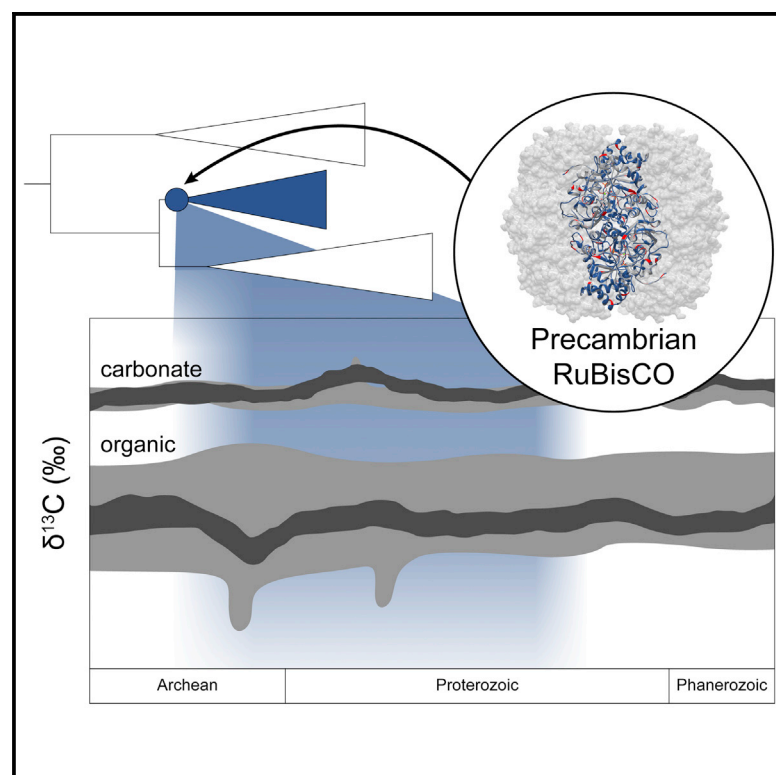 Precambrian
RuBisCO
carbonate
organic
δ¹³C (‰)
Archean
Proterozoic
Phanerozoic